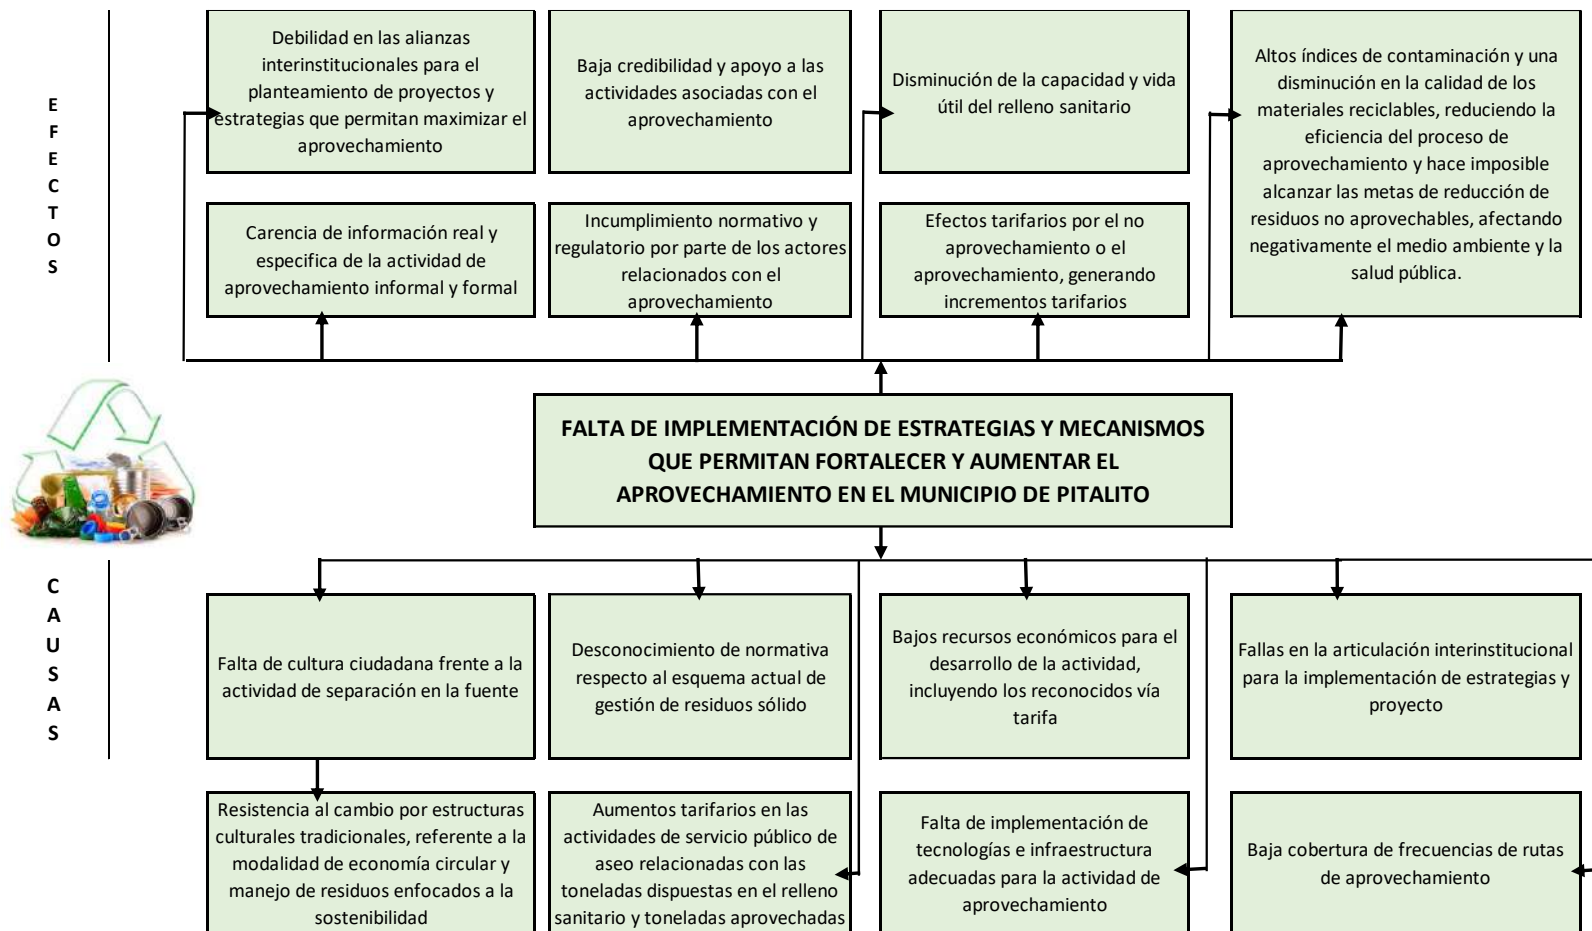 E
F
E
C
T
O
S
Debilidad en las alianzas
interinstitucionales para el
planteamiento de proyectos y
estrategias que permitan maximizar el
aprovechamiento
Baja credibilidad y apoyo a las
actividades asociadas con el
aprovechamiento
Disminución de la capacidad y vida
útil del relleno sanitario
Altos índices de contaminación y una
disminución en la calidad de los
materiales reciclables, reduciendo la
eficiencia del proceso de
aprovechamiento y hace imposible
alcanzar las metas de reducción de
residuos no aprovechables, afectando
negativamente el medio ambiente y la
salud pública.
Carencia de información real y
especifica de la actividad de
aprovechamiento informal y formal
Incumplimiento normativo y
regulatorio por parte de los actores
relacionados con el
aprovechamiento
Efectos tarifarios por el no
aprovechamiento o el
aprovechamiento, generando
incrementos tarifarios
FALTA DE IMPLEMENTACIÓN DE ESTRATEGIAS Y MECANISMOS
QUE PERMITAN FORTALECER Y AUMENTAR EL
APROVECHAMIENTO EN EL MUNICIPIO DE PITALITO
C
A
U
S
A
S
Falta de cultura ciudadana frente a la
actividad de separación en la fuente
Desconocimiento de normativa
respecto al esquema actual de
gestión de residuos sólido
Bajos recursos económicos para el
desarrollo de la actividad,
incluyendo los reconocidos vía
tarifa
Fallas en la articulación interinstitucional
para la implementación de estrategias y
proyecto
Resistencia al cambio por estructuras
culturales tradicionales, referente a la
modalidad de economía circular y
manejo de residuos enfocados a la
sostenibilidad
Aumentos tarifarios en las
actividades de servicio público de
aseo relacionadas con las
toneladas dispuestas en el relleno
sanitario y toneladas aprovechadas
Falta de implementación de
tecnologías e infraestructura
adecuadas para la actividad de
aprovechamiento
Baja cobertura de frecuencias de rutas
de aprovechamiento